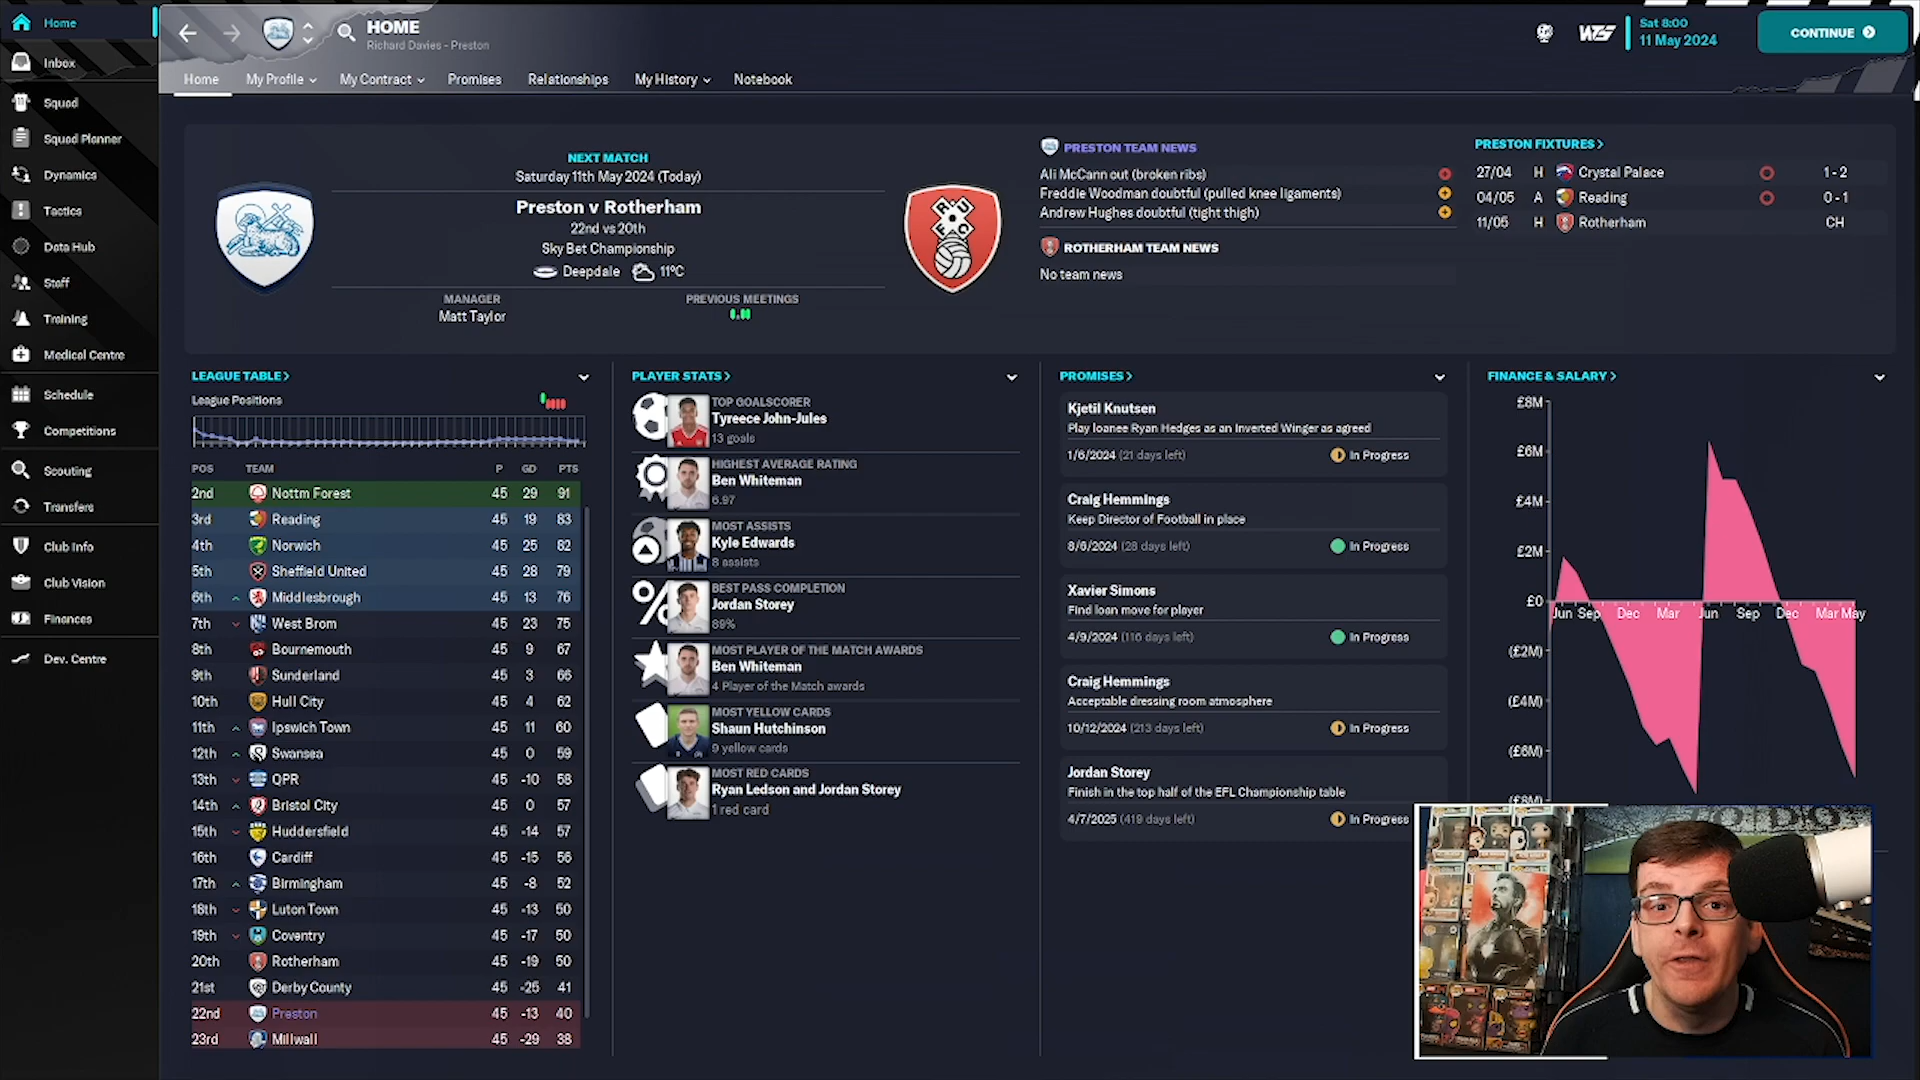 Home
Inbox
Squad
Squad Planner
Dynamics
Tactics
Data Hub
Staff
Training
Medical Centre
Schedule
Competitions
Scouting
Transfers
Club Info
Club Vision
Finances
Dev. Centre
HOME
Richard Davies - Preston
Sat 8:00
11 May 2024
CONTINUE
Home My Profile My Contract Promises Relationships My History Notebook
NEXT MATCH
Saturday 11th May 2024 (Today)
Preston v Rotherham
22nd vs 20th
Sky Bet Championship
Deepdale 11°C
MANAGER
Matt Taylor
PREVIOUS MEETINGS
PRESTON TEAM NEWS
Ali McCann out (broken ribs)
Freddie Woodman doubtful (pulled knee ligaments)
Andrew Hughes doubtful (tight thigh)
ROTHERHAM TEAM NEWS
No team news
PRESTON FIXTURES >
27/04 H Crystal Palace 1 - 2
04/05 A Reading 0 - 1
11/05 H Rotherham CH
LEAGUE TABLE >
League Positions
POS TEAM P GD PTS
2nd Nottm Forest 45 29 91
3rd Reading 45 19 83
4th Norwich 45 25 82
5th Sheffield United 45 28 79
6th Middlesbrough 45 13 76
7th West Brom 45 23 75
8th Bournemouth 45 9 67
9th Sunderland 45 3 66
10th Hull City 45 4 62
11th Ipswich Town 45 11 60
12th Swansea 45 0 59
13th QPR 45 -10 58
14th Bristol City 45 0 57
15th Huddersfield 45 -14 57
16th Cardiff 45 -15 56
17th Birmingham 45 -8 52
18th Luton Town 45 -13 50
19th Coventry 45 -17 50
20th Rotherham 45 -19 50
21st Derby County 45 -25 41
22nd Preston 45 -13 40
23rd Millwall 45 -29 38
PLAYER STATS >
TOP GOALSCORER
Tyreece John-Jules
13 goals
HIGHEST AVERAGE RATING
Ben Whiteman
6.97
MOST ASSISTS
Kyle Edwards
8 assists
BEST PASS COMPLETION
Jordan Storey
89%
MOST PLAYER OF THE MATCH AWARDS
Ben Whiteman
4 Player of the Match awards
MOST YELLOW CARDS
Shaun Hutchinson
9 yellow cards
MOST RED CARDS
Ryan Ledson and Jordan Storey
1 red card
PROMISES >
Kjetil Knutsen
Play loanee Ryan Hedges as an Inverted Winger as agreed
1/6/2024 (21 days left) In Progress
Craig Hemmings
Keep Director of Football in place
8/6/2024 (28 days left) In Progress
Xavier Simons
Find loan move for player
4/9/2024 (116 days left) In Progress
Craig Hemmings
Acceptable dressing room atmosphere
10/12/2024 (213 days left) In Progress
Jordan Storey
Finish in the top half of the EFL Championship table
4/7/2025 (419 days left) In Progress
FINANCE & SALARY >
£8M
£6M
£4M
£2M
£0
Jun Sep Dec Mar Jun Sep Dec Mar May
(£2M)
(£4M)
(£6M)
(£8M)